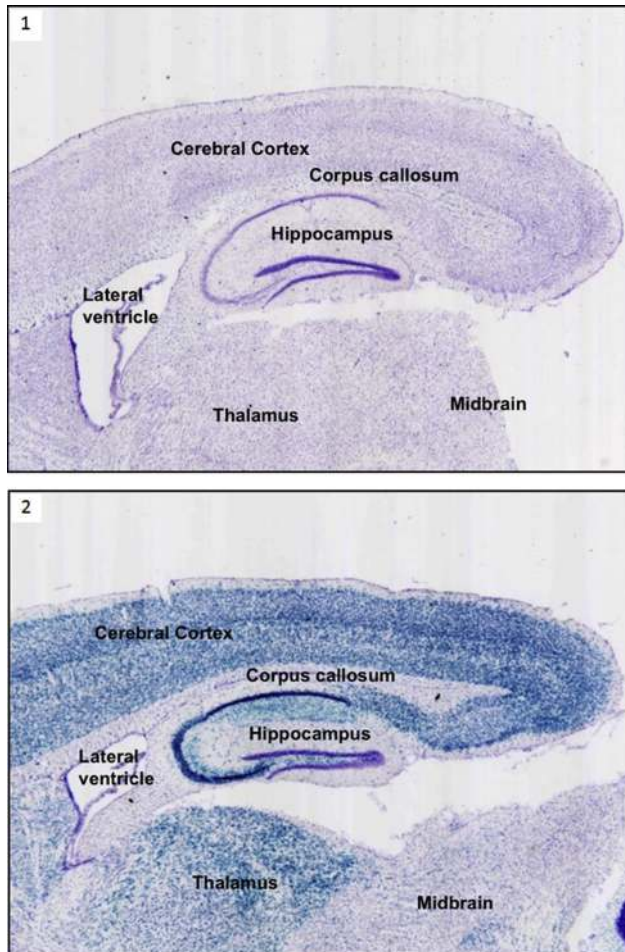 1
Cerebral Cortex
Corpus callosum
Hippocampus
Lateral
ventricle
Thalamus
Midbrain
2
Cerebral Cortex
Corpus callosum
Hippocampus
Lateral
ventricle
Thalamus
Midbrain